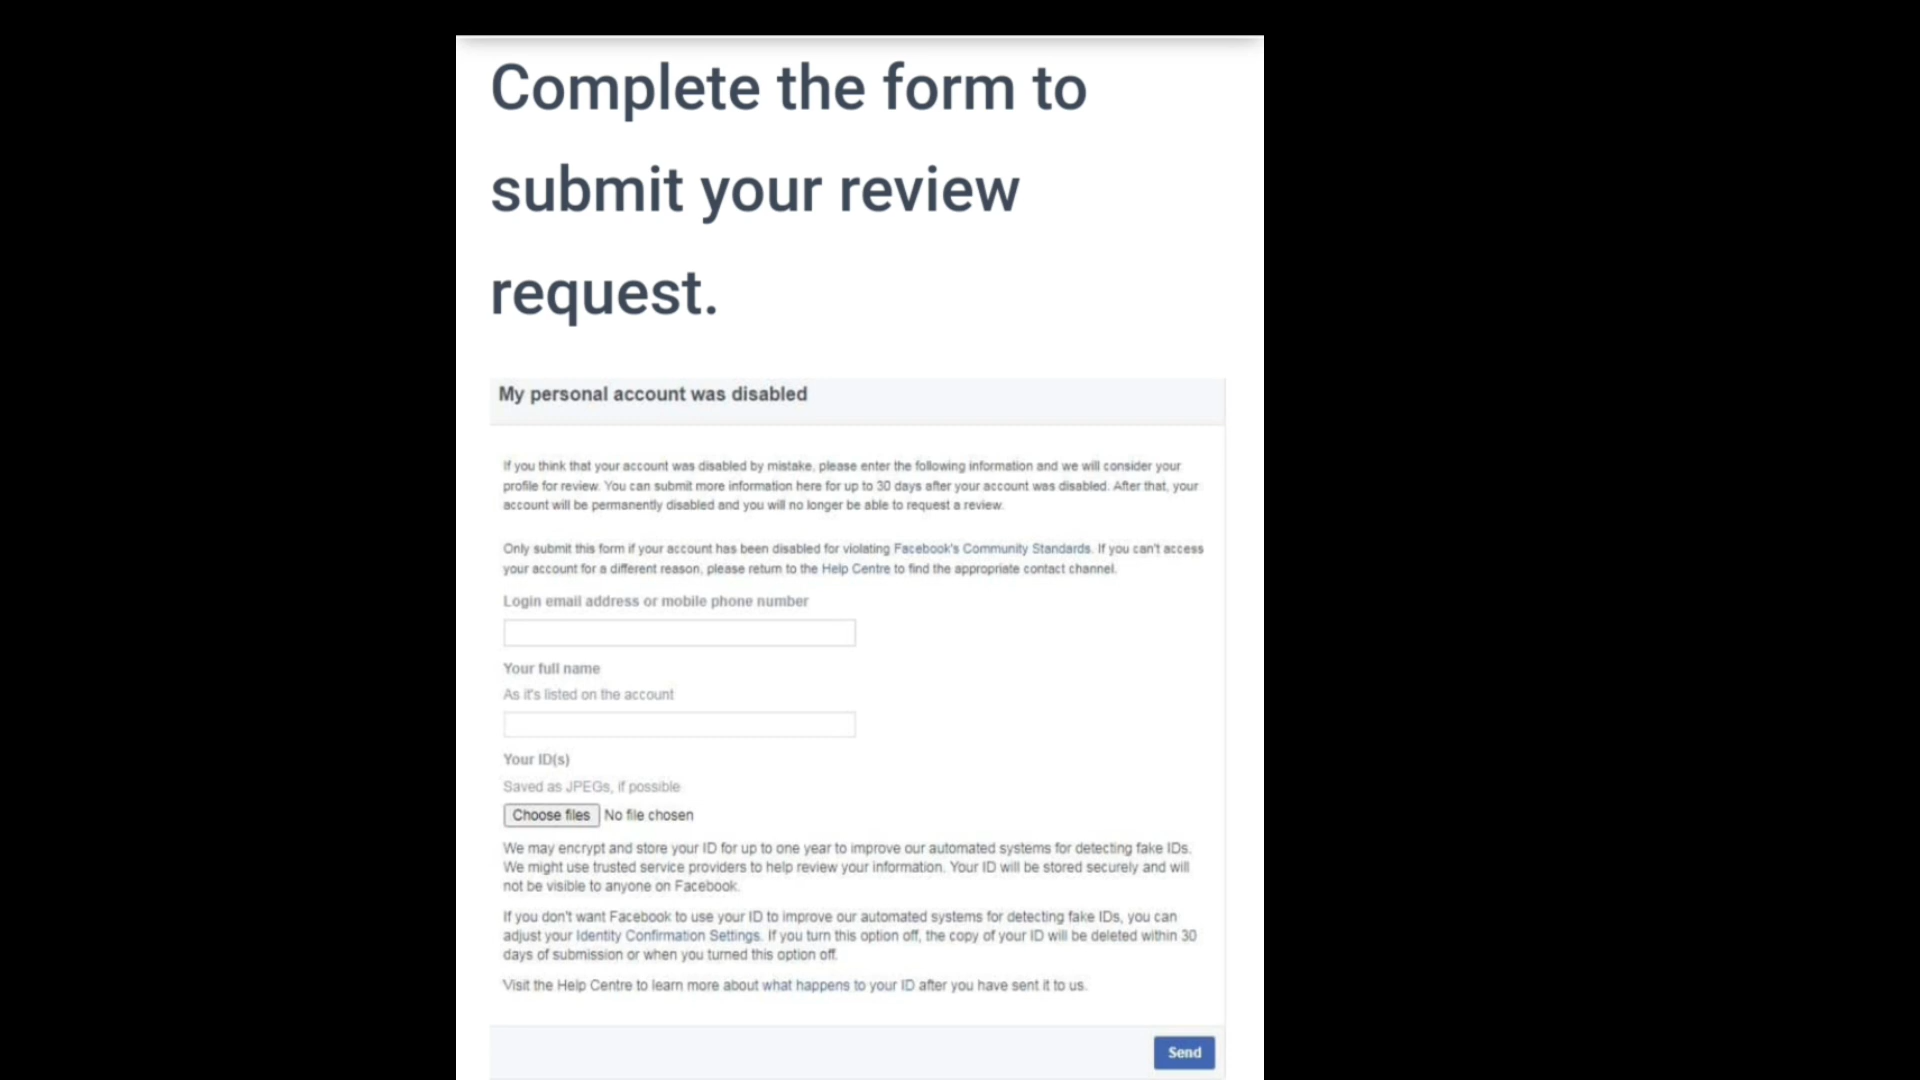 Complete the form to
submit your review
request.
My personal account was disabled
If you think that your account was disabled by mistake, please enter the following information and we will consider your
profile for review. You can submit more information here for up to 30 days after your account was disabled. After that, your
account will be permanently disabled and you will no longer be able to request a review.
Only submit this form if your account has been disabled for violating Facebook's Community Standards. If you can't access
your account for a different reason, please return to the Help Centre to find the appropriate contact channel.
Login email address or mobile phone number
Your full name
As it's listed on the account
Your ID(s)
Saved as JPEGs, if possible
Choose files No file chosen
We may encrypt and store your ID for up to one year to improve our automated systems for detecting fake IDs.
We might use trusted service providers to help review your information. Your ID will be stored securely and will
not be visible to anyone on Facebook.
If you don't want Facebook to use your ID to improve our automated systems for detecting fake IDs, you can
adjust your Identity Confirmation Settings. If you turn this option off, the copy of your ID will be deleted within 30
days of submission or when you turned this option off.
Visit the Help Centre to learn more about what happens to your ID after you have sent it to us.
Send